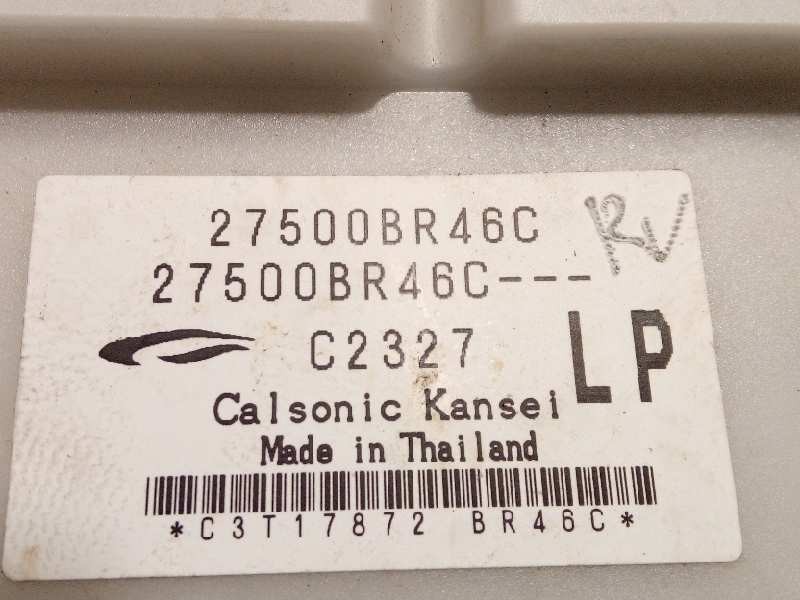 27500BR46C
27500BR46C---
C2327
LP
Calsonic Kansei
Made in Thailand
*C3T17872 BR46C*